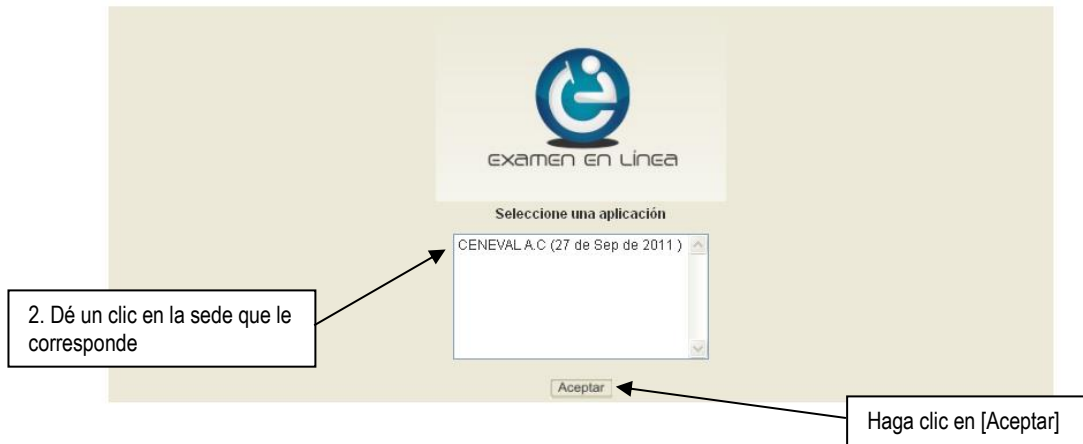 Examen en Línea
Seleccione una aplicación
CENEVAL A.C (27 de Sep de 2011 )
2. Dé un clic en la sede que le
corresponde
Aceptar
Haga clic en [Aceptar]